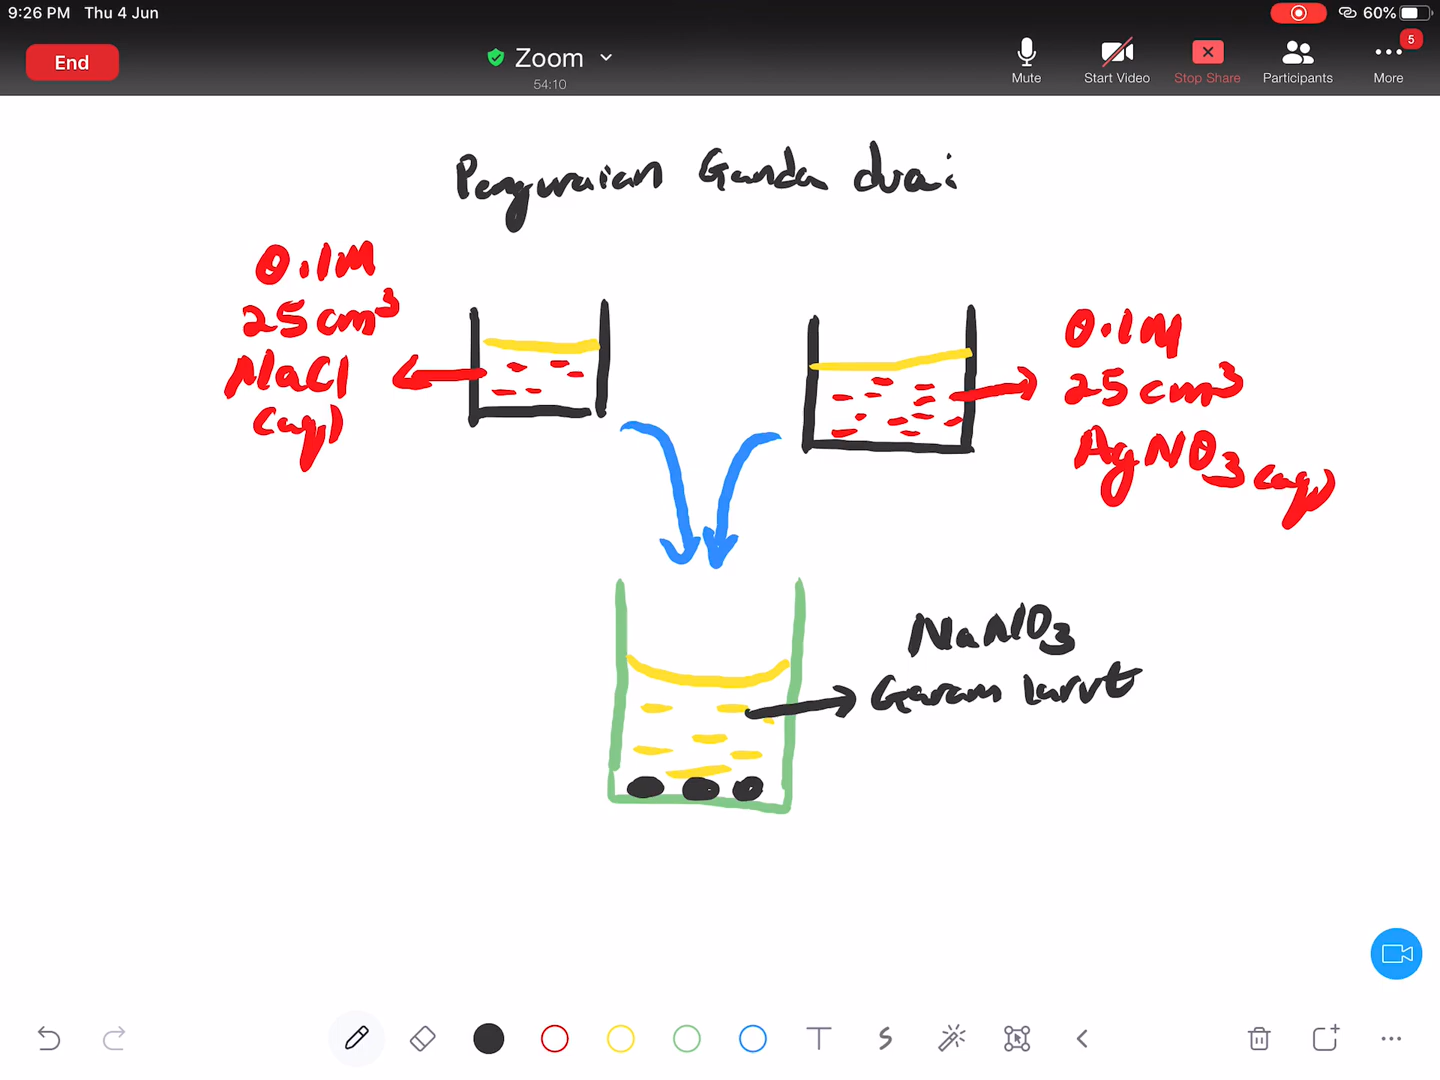 9:26 PM Thu 4 Jun
60%
End
Zoom
54:10
Mute
Start Video
Stop Share
Participants
5
More
Penguraian Ganda dua
0.1M
25 cm³
NaCl
(aq)
0.1M
25 cm³
AgNO3 (aq)
NaNO3
Garam larut
T
S